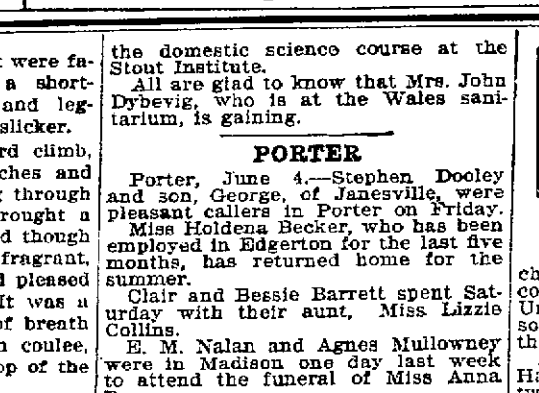 were fa-
a short-
and leg-
slicker.
rd climb,
ches and
through
rought a
d though
fragrant,
pleased
It was a
of breath
coulee,
op of the
the domestic science course at the
Stout Institute.
All are glad to know that Mrs. John
Dybevig, who is at the Wales sani-
tarium, is gaining.
PORTER
Porter, June 4.—Stephen Dooley
and son, George, of Janesville, were
pleasant callers in Porter on Friday.
Miss Holdena Becker, who has been
employed in Edgerton for the last five
months, has returned home for the
summer.
Clair and Bessie Barrett spent Sat-
urday with their aunt, Miss Lizzie
Collins.
E. M. Nalan and Agnes Mullowney
were in Madison one day last week
to attend the funeral of Miss Anna
ch
co
Un
so
th
Ha